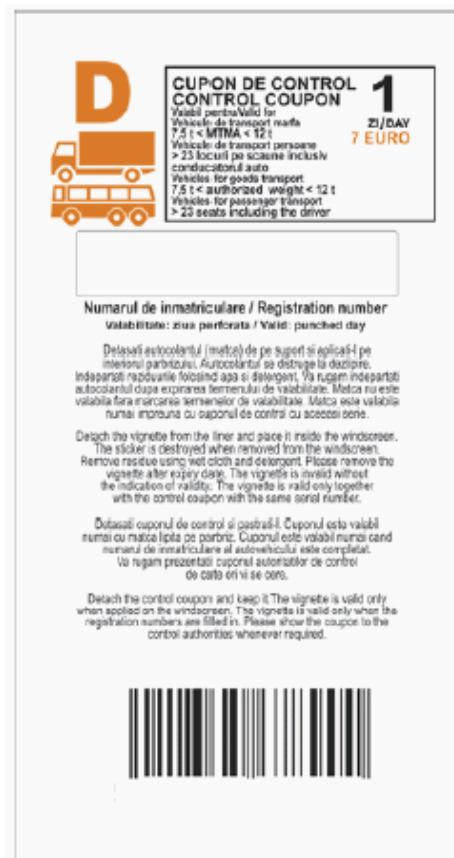 D
CUPON DE CONTROL
CONTROL COUPON
1
ZI/DAY
7 EURO
Valabil pentru/Valid for
Vehicule de transport marfa
7,5 t < MTMA < 12 t
Vehicule de transport persoane
> 23 locuri pe scaune inclusiv
conducatorul auto
Vehicles for goods transport
7,5 t < authorized weight < 12 t
Vehicles for passenger transport
> 23 seats including the driver
Numarul de inmatriculare / Registration number
Valabilitate: ziua perforata / Valid: punched day
Detasati autocolantul (matca) de pe suport si aplicati-l pe
interiorul parbrizului. Autocolantul se distruge la dezlipire.
Indepartati reziduurile folosind apa si detergent. Va rugam indepartati
autocolantul dupa expirarea termenului de valabilitate. Matca nu este
valabila fara marcarea termenelor de valabilitate. Matca este valabila
numai impreuna cu cuponul de control cu aceeasi serie.
Detach the vignette from the liner and place it inside the windscreen.
The sticker is destroyed when removed from the windscreen.
Remove residue using wet cloth and detergent. Please remove the
vignette after expiry date. The vignette is invalid without
the indication of validity. The vignette is valid only together
with the control coupon with the same serial number.
Detasati cuponul de control si pastrati-l. Cuponul este valabil
numai cu matca lipita pe parbriz. Cuponul este valabil numai cand
numarul de inmatriculare al autovehicului este completat.
Va rugam prezentati cuponul autoritatilor de control
de cate ori vi se cere.
Detach the control coupon and keep it.The vignette is valid only
when applied on the windscreen. The vignette is valid only when the
registration numbers are filled in. Please show the coupon to the
control authorities whenever required.